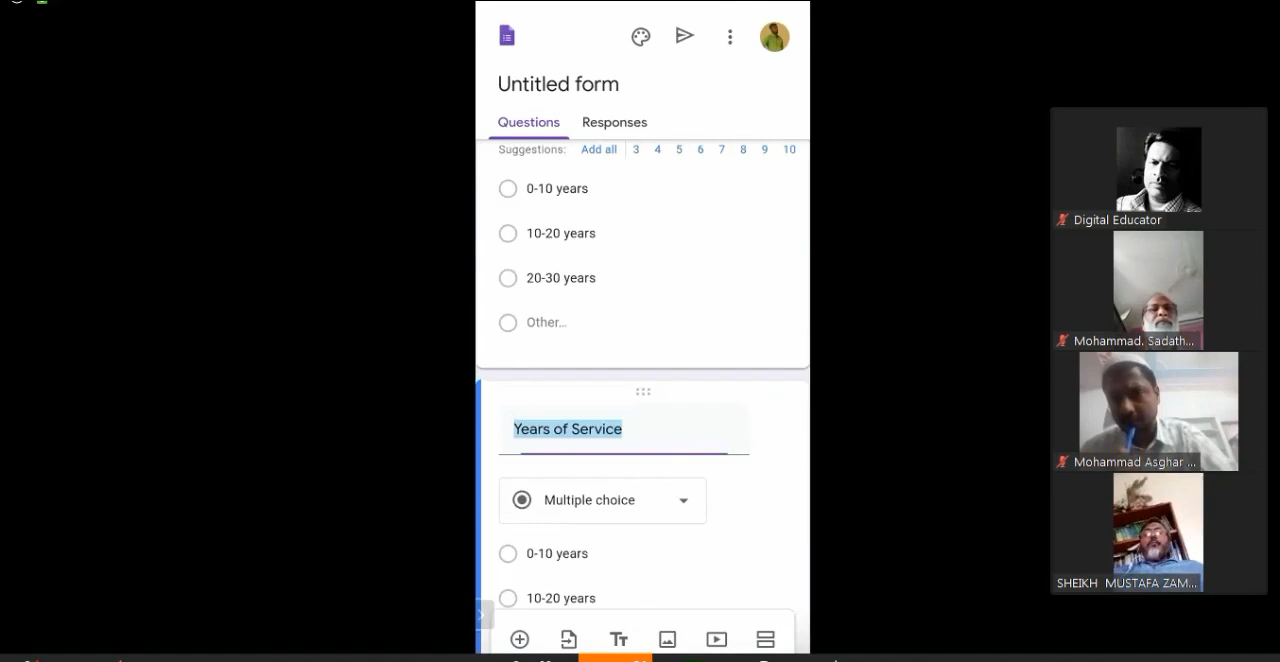 Untitled form
Questions Responses
Suggestions: Add all 3 4 5 6 7 8 9 10
0-10 years
10-20 years
20-30 years
Other...
Years of Service
Multiple choice
0-10 years
10-20 years
Tт
Digital Educator
Mohammad. Sadath...
Mohammad Asghar ...
SHEIKH MUSTAFA ZAM...